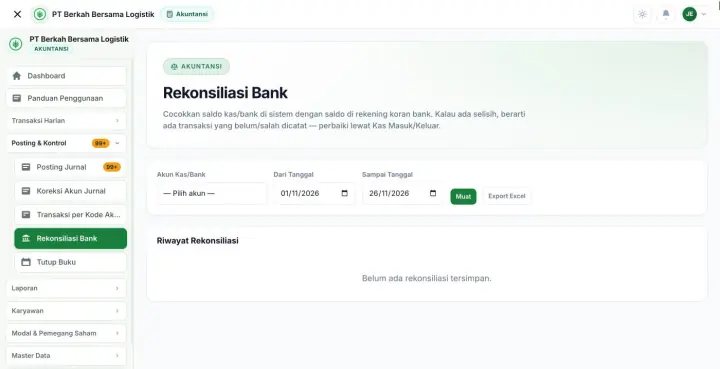 PT Berkah Bersama Logistik
Akuntansi
JE
PT Berkah Bersama Logistik
AKUNTANSI
Dashboard
Panduan Penggunaan
Transaksi Harian
Posting & Kontrol
99+
Posting Jurnal
99+
Koreksi Akun Jurnal
Transaksi per Kode Ak...
Rekonsiliasi Bank
Tutup Buku
Laporan
Karyawan
Modal & Pemegang Saham
Master Data
AKUNTANSI
Rekonsiliasi Bank
Cocokkan saldo kas/bank di sistem dengan saldo di rekening koran bank. Kalau ada selisih, berarti
ada transaksi yang belum/salah dicatat — perbaiki lewat Kas Masuk/Keluar.
Akun Kas/Bank
Dari Tanggal
Sampai Tanggal
— Pilih akun —
01/11/2026
26/11/2026
Muat
Export Excel
Riwayat Rekonsiliasi
Belum ada rekonsiliasi tersimpan.